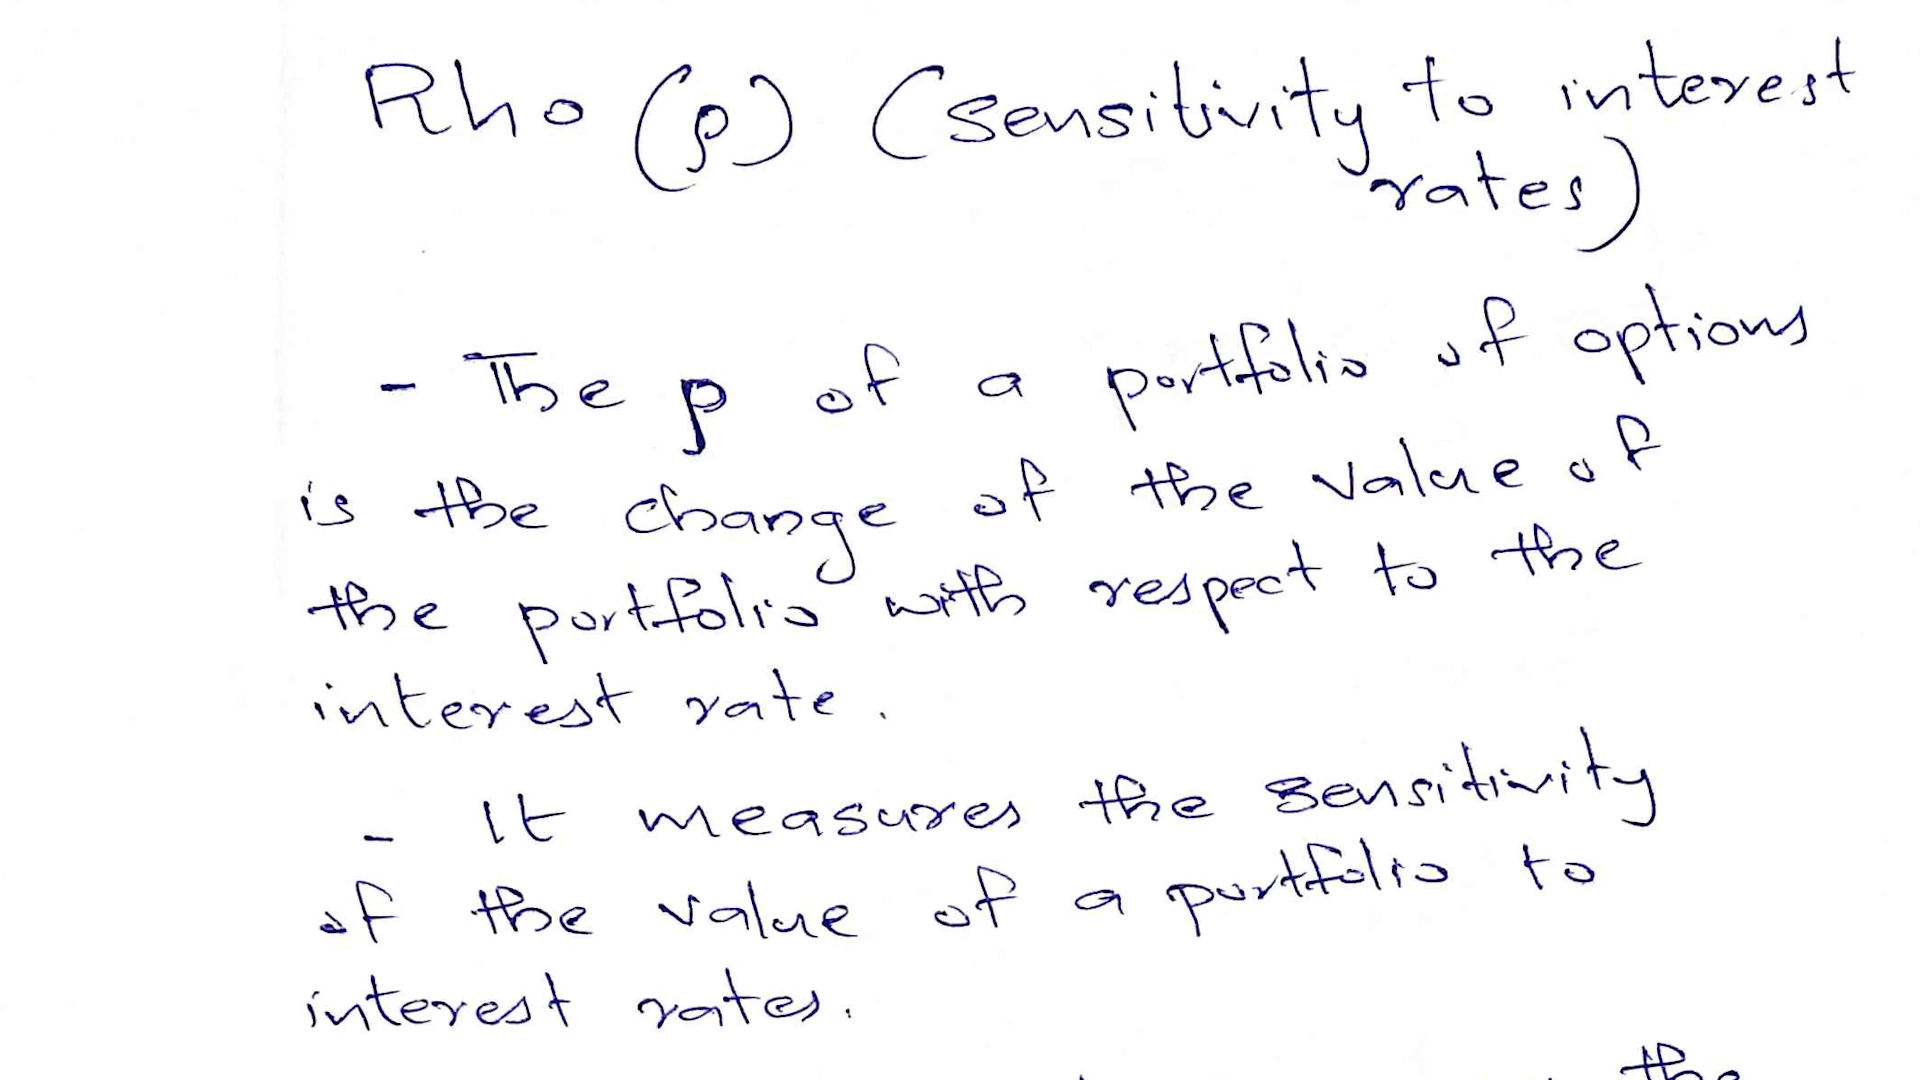 Rho (ρ) (sensitivity to interest
rates)
- The ρ of a portfolio of options
is the change of the value of
the portfolio with respect to the
interest rate.
- It measures the sensitivity
of the value of a portfolio to
interest rates.
the